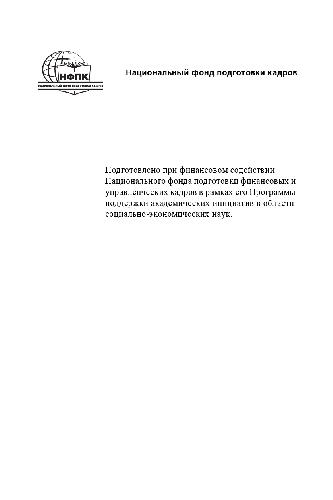 НФПК
Национальный фонд подготовки кадров
Подготовлено при финансовом содействии
Национального фонда подготовки финансовых и
управленческих кадров в рамках его Программы
поддержки академических инициатив в области
социально-экономических наук.